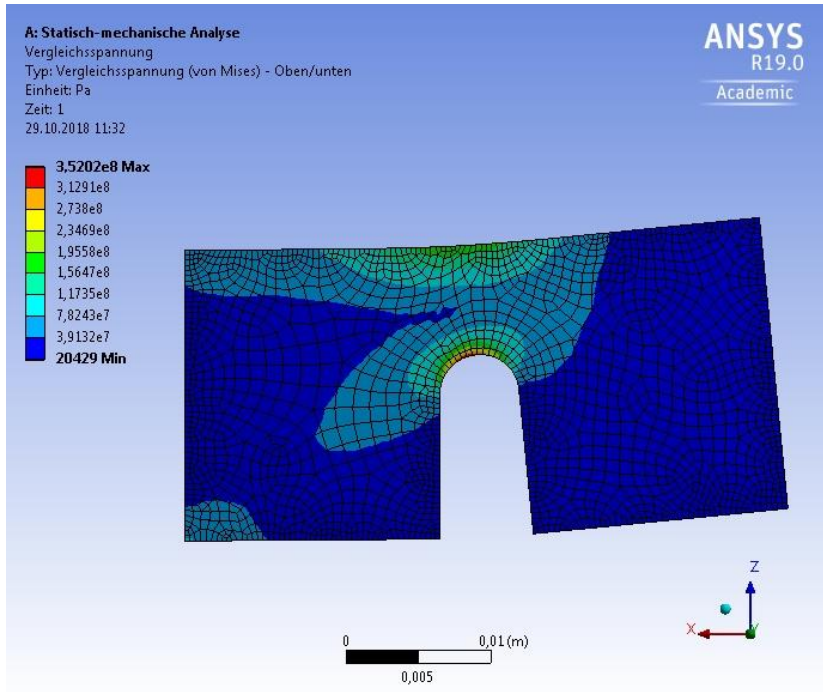 A: Statisch-mechanische Analyse
Vergleichsspannung
Typ: Vergleichsspannung (von Mises) - Oben/unten
Einheit: Pa
Zeit: 1
29.10.2018 11:32
ANSYS
R19.0
Academic
3,5202e8 Max
3,1291e8
2,738e8
2,3469e8
1,9558e8
1,5647e8
1,1735e8
7,8243e7
3,9132e7
20429 Min
Z
X
Y
0
0,01 (m)
0,005